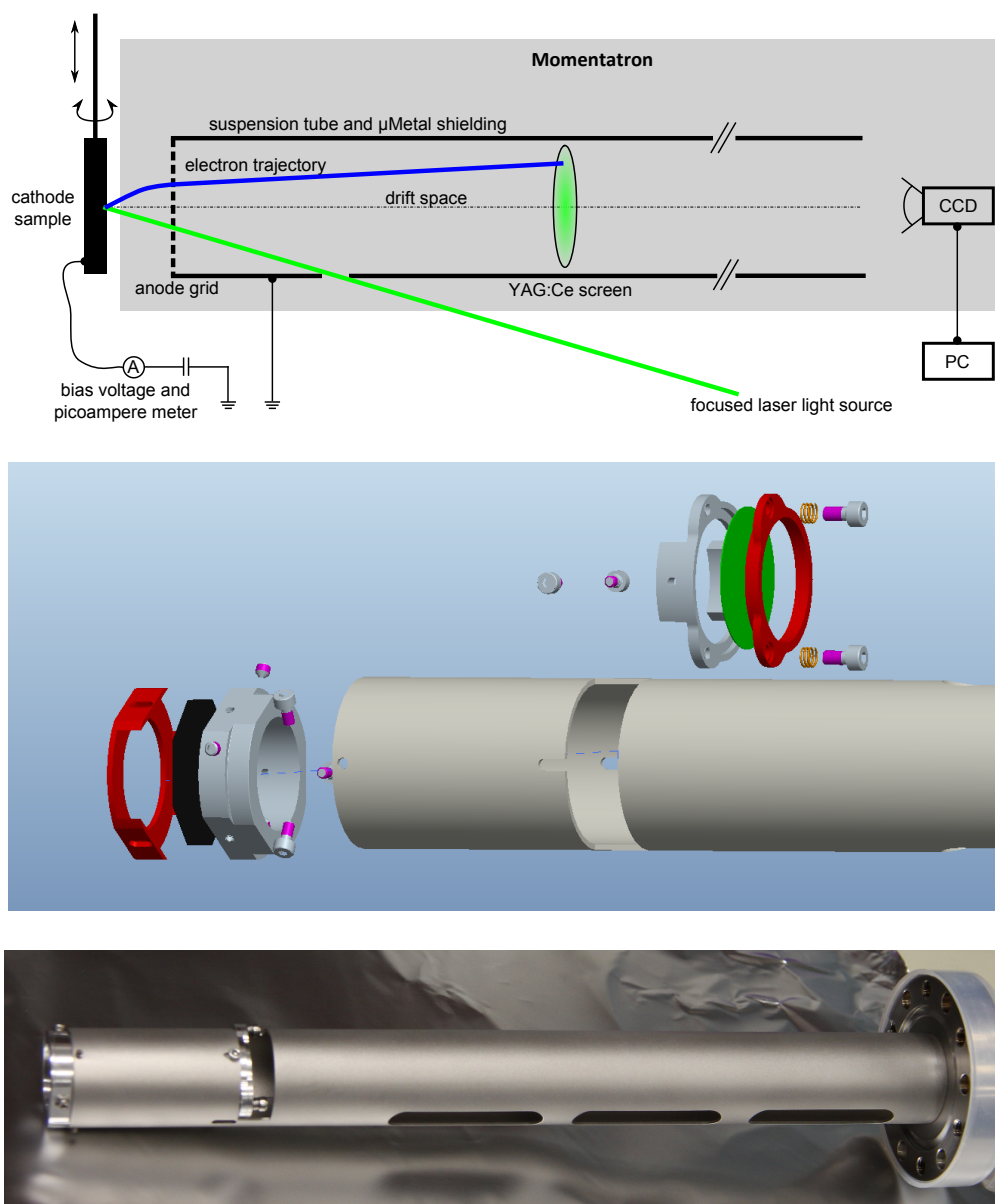 Momentatron
suspension tube and µMetal shielding
electron trajectory
cathode
sample
drift space
CCD
anode grid
YAG:Ce screen
A
PC
bias voltage and
picoampere meter
focused laser light source